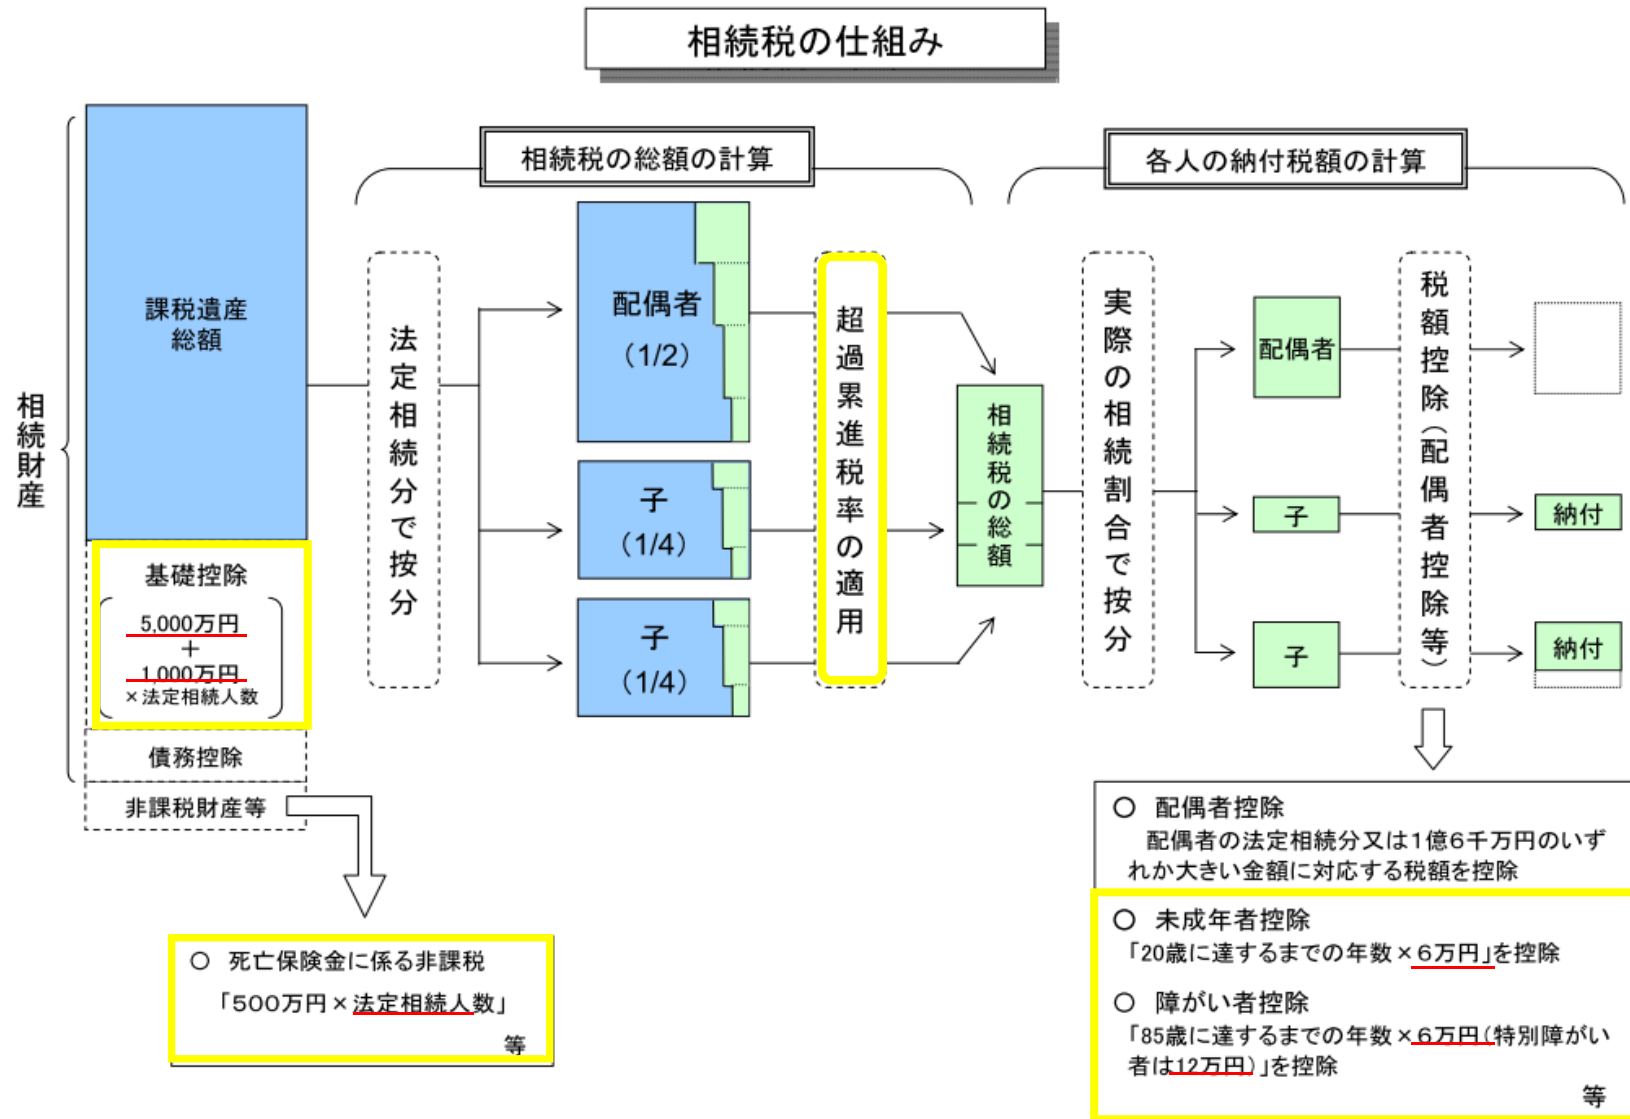 相続税の仕組み
相続税の総額の計算
各人の納付税額の計算
相続財産
課税遺産
総額
基礎控除
5,000万円
+
1,000万円
×法定相続人数
債務控除
非課税財産等
○ 死亡保険金に係る非課税
「500万円×法定相続人数」
等
法定相続分で按分
配偶者
(1/2)
子
(1/4)
子
(1/4)
超過累進税率の適用
相続税の総額
実際の相続割合で按分
配偶者
子
子
税額控除(配偶者控除等)
納付
納付
○ 配偶者控除
配偶者の法定相続分又は1億6千万円のいず
れか大きい金額に対応する税額を控除
○ 未成年者控除
「20歳に達するまでの年数×6万円」を控除
○ 障がい者控除
「85歳に達するまでの年数×6万円(特別障がい
者は12万円)」を控除
等